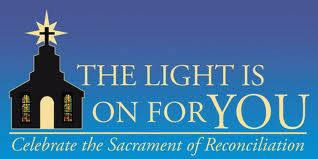 THE LIGHT IS
ON FOR YOU
Celebrate the Sacrament of Reconciliation